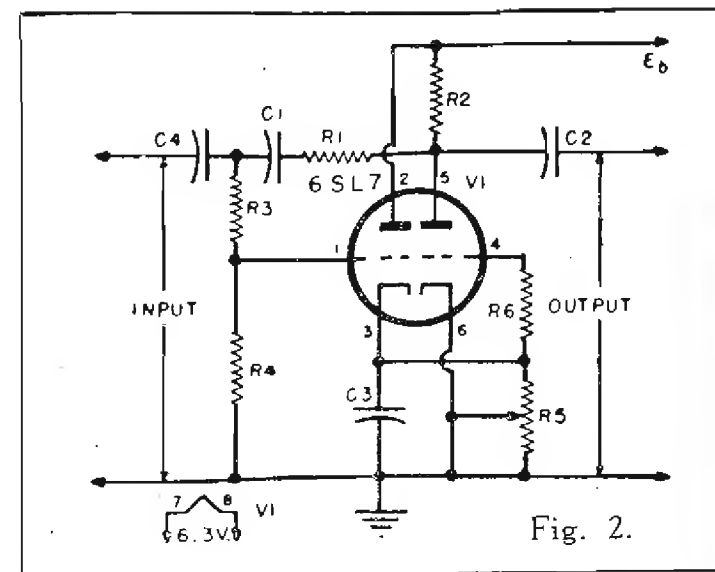 Eb
R2
C4
C1
R1
C2
6SL7
2
5
V1
R3
1
4
INPUT
R6
OUTPUT
3
6
R4
C3
R5
7
8
V1
6.3V.
Fig. 2.